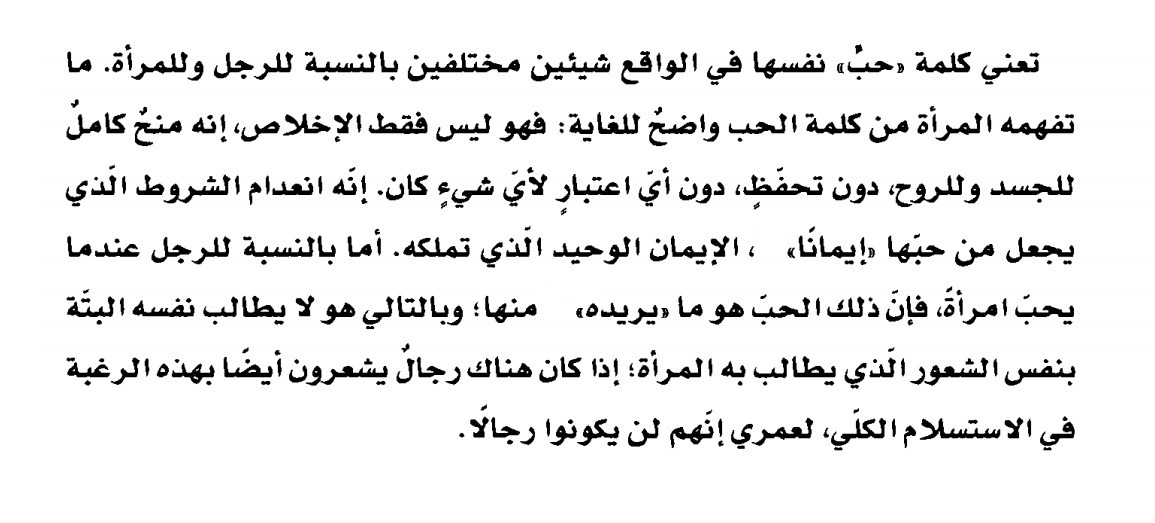 تعني كلمة «حبٍّ» نفسها في الواقع شيئين مختلفين بالنسبة للرجل وللمرأة. ما
تفهمه المرأة من كلمة الحب واضحٌ للغاية: فهو ليس فقط الإخلاص، إنه منحٌ كاملٌ
للجسد وللروح، دون تحفّظٍ، دون أيّ اعتبارٍ لأيّ شيءٍ كان. إنّه انعدام الشروط الّذي
يجعل من حبّها «إيمانًا» ، الإيمان الوحيد الّذي تملكه. أما بالنسبة للرجل عندما
يحبّ امرأةً، فإنّ ذلك الحبّ هو ما «يريده» منها؛ وبالتالي هو لا يطالب نفسه البتّة
بنفس الشعور الّذي يطالب به المرأة؛ إذا كان هناك رجالٌ يشعرون أيضًا بهذه الرغبة
في الاستسلام الكلّي، لعمري إنّهم لن يكونوا رجالًا.